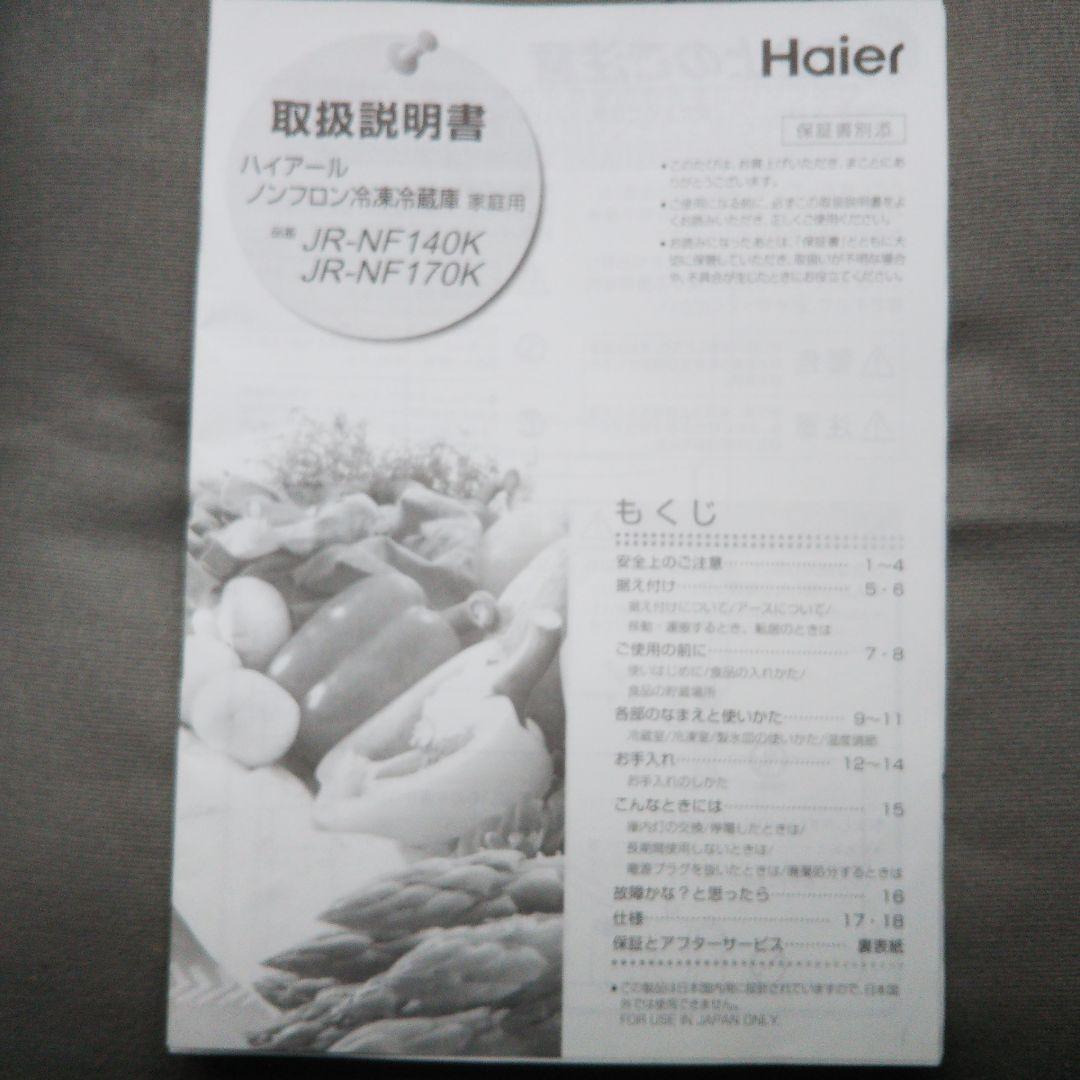 Haier
取扱説明書
ハイアール
ノンフロン冷凍冷蔵庫 家庭用
品番 JR-NF140K
JR-NF170K
保証書別添
●このたびは、お買上げいただき、まことにあ
りがとうございます。
●ご使用になる前に、必ずこの取扱説明書をよ
くお読みいただき、正しくご使用ください。
●お読みになったあとは、「保証書」とともに大
切に保管していただき、取扱いが不明な場合
や、不具合が生じたときにお役立てください。
もくじ
安全上のご注意 1~4
据え付け 5・6
据え付けについて/アースについて/
移動・運搬するとき、転居のときは
ご使用の前に 7・8
使いはじめに/食品の入れかた/
食品の貯蔵場所
各部のなまえと使いかた 9~11
冷蔵室/冷凍室/製氷皿の使いかた/温度調節
お手入れ 12~14
お手入れのしかた
こんなときには 15
庫内灯の交換/停電したときは/
長期間使用しないときは/
電源プラグを抜いたときは/廃棄処分するときは
故障かな?と思ったら 16
仕様 17・18
保証とアフターサービス 裏表紙
●この製品は日本国内用に設計されていますので、日本国
外では使用できません。
FOR USE IN JAPAN ONLY.